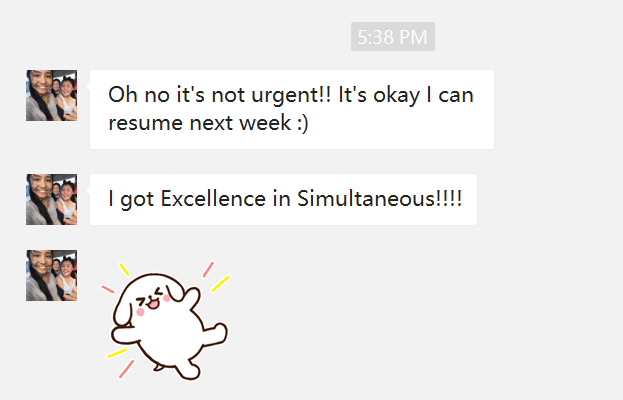 5:38 PM
Oh no it's not urgent!! It's okay I can
resume next week :)
I got Excellence in Simultaneous!!!!